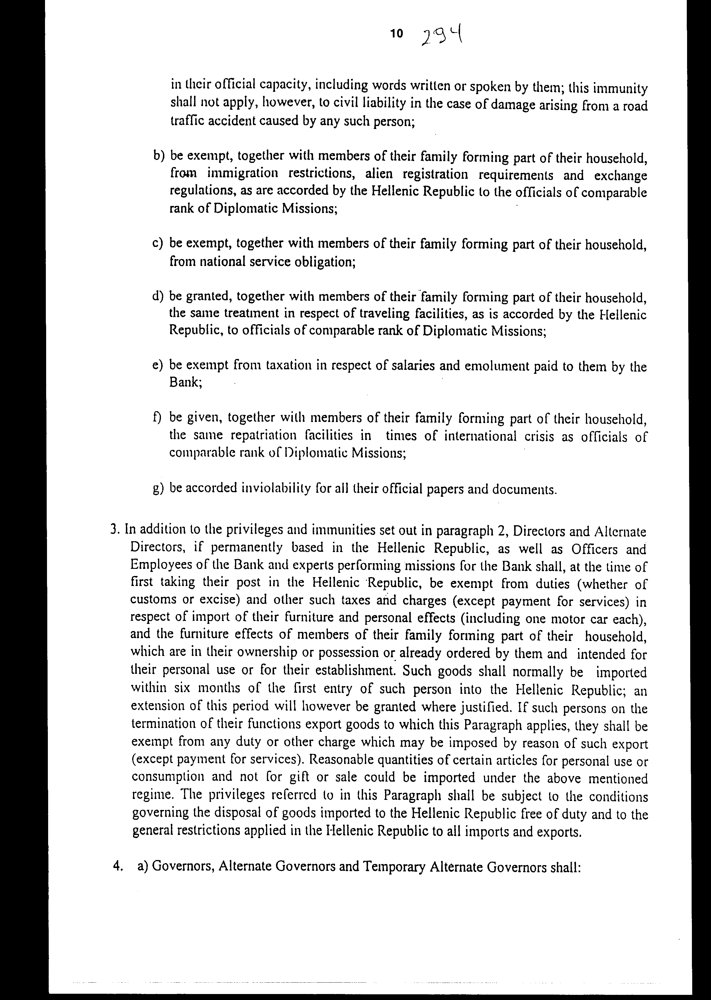 10 294
in their official capacity, including words written or spoken by them; this immunity
shall not apply, however, to civil liability in the case of damage arising from a road
traffic accident caused by any such person;
b) be exempt, together with members of their family forming part of their household,
from immigration restrictions, alien registration requirements and exchange
regulations, as are accorded by the Hellenic Republic to the officials of comparable
rank of Diplomatic Missions;
c) be exempt, together with members of their family forming part of their household,
from national service obligation;
d) be granted, together with members of their family forming part of their household,
the same treatment in respect of traveling facilities, as is accorded by the Hellenic
Republic, to officials of comparable rank of Diplomatic Missions;
e) be exempt from taxation in respect of salaries and emolument paid to them by the
Bank;
f) be given, together with members of their family forming part of their household,
the same repatriation facilities in times of international crisis as officials of
comparable rank of Diplomatic Missions;
g) be accorded inviolability for all their official papers and documents.
3. In addition to the privileges and immunities set out in paragraph 2, Directors and Alternate
Directors, if permanently based in the Hellenic Republic, as well as Officers and
Employees of the Bank and experts performing missions for the Bank shall, at the time of
first taking their post in the Hellenic Republic, be exempt from duties (whether of
customs or excise) and other such taxes and charges (except payment for services) in
respect of import of their furniture and personal effects (including one motor car each),
and the furniture effects of members of their family forming part of their household,
which are in their ownership or possession or already ordered by them and intended for
their personal use or for their establishment. Such goods shall normally be imported
within six months of the first entry of such person into the Hellenic Republic; an
extension of this period will however be granted where justified. If such persons on the
termination of their functions export goods to which this Paragraph applies, they shall be
exempt from any duty or other charge which may be imposed by reason of such export
(except payment for services). Reasonable quantities of certain articles for personal use or
consumption and not for gift or sale could be imported under the above mentioned
regime. The privileges referred to in this Paragraph shall be subject to the conditions
governing the disposal of goods imported to the Hellenic Republic free of duty and to the
general restrictions applied in the Hellenic Republic to all imports and exports.
4. a) Governors, Alternate Governors and Temporary Alternate Governors shall: